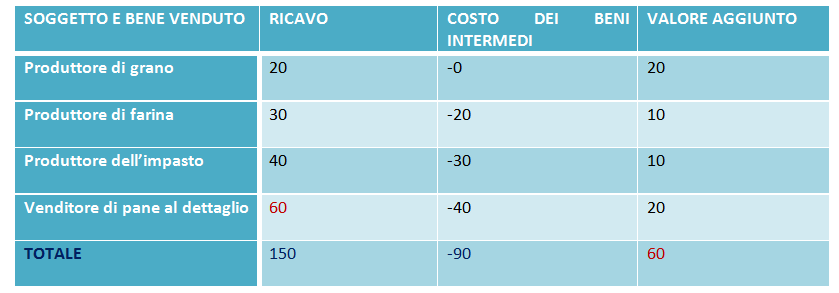 SOGGETTO E BENE VENDUTO RICAVO COSTO DEI BENI INTERMEDI VALORE AGGIUNTO
Produttore di grano 20 -0 20
Produttore di farina 30 -20 10
Produttore dell’impasto 40 -30 10
Venditore di pane al dettaglio 60 -40 20
TOTALE 150 -90 60